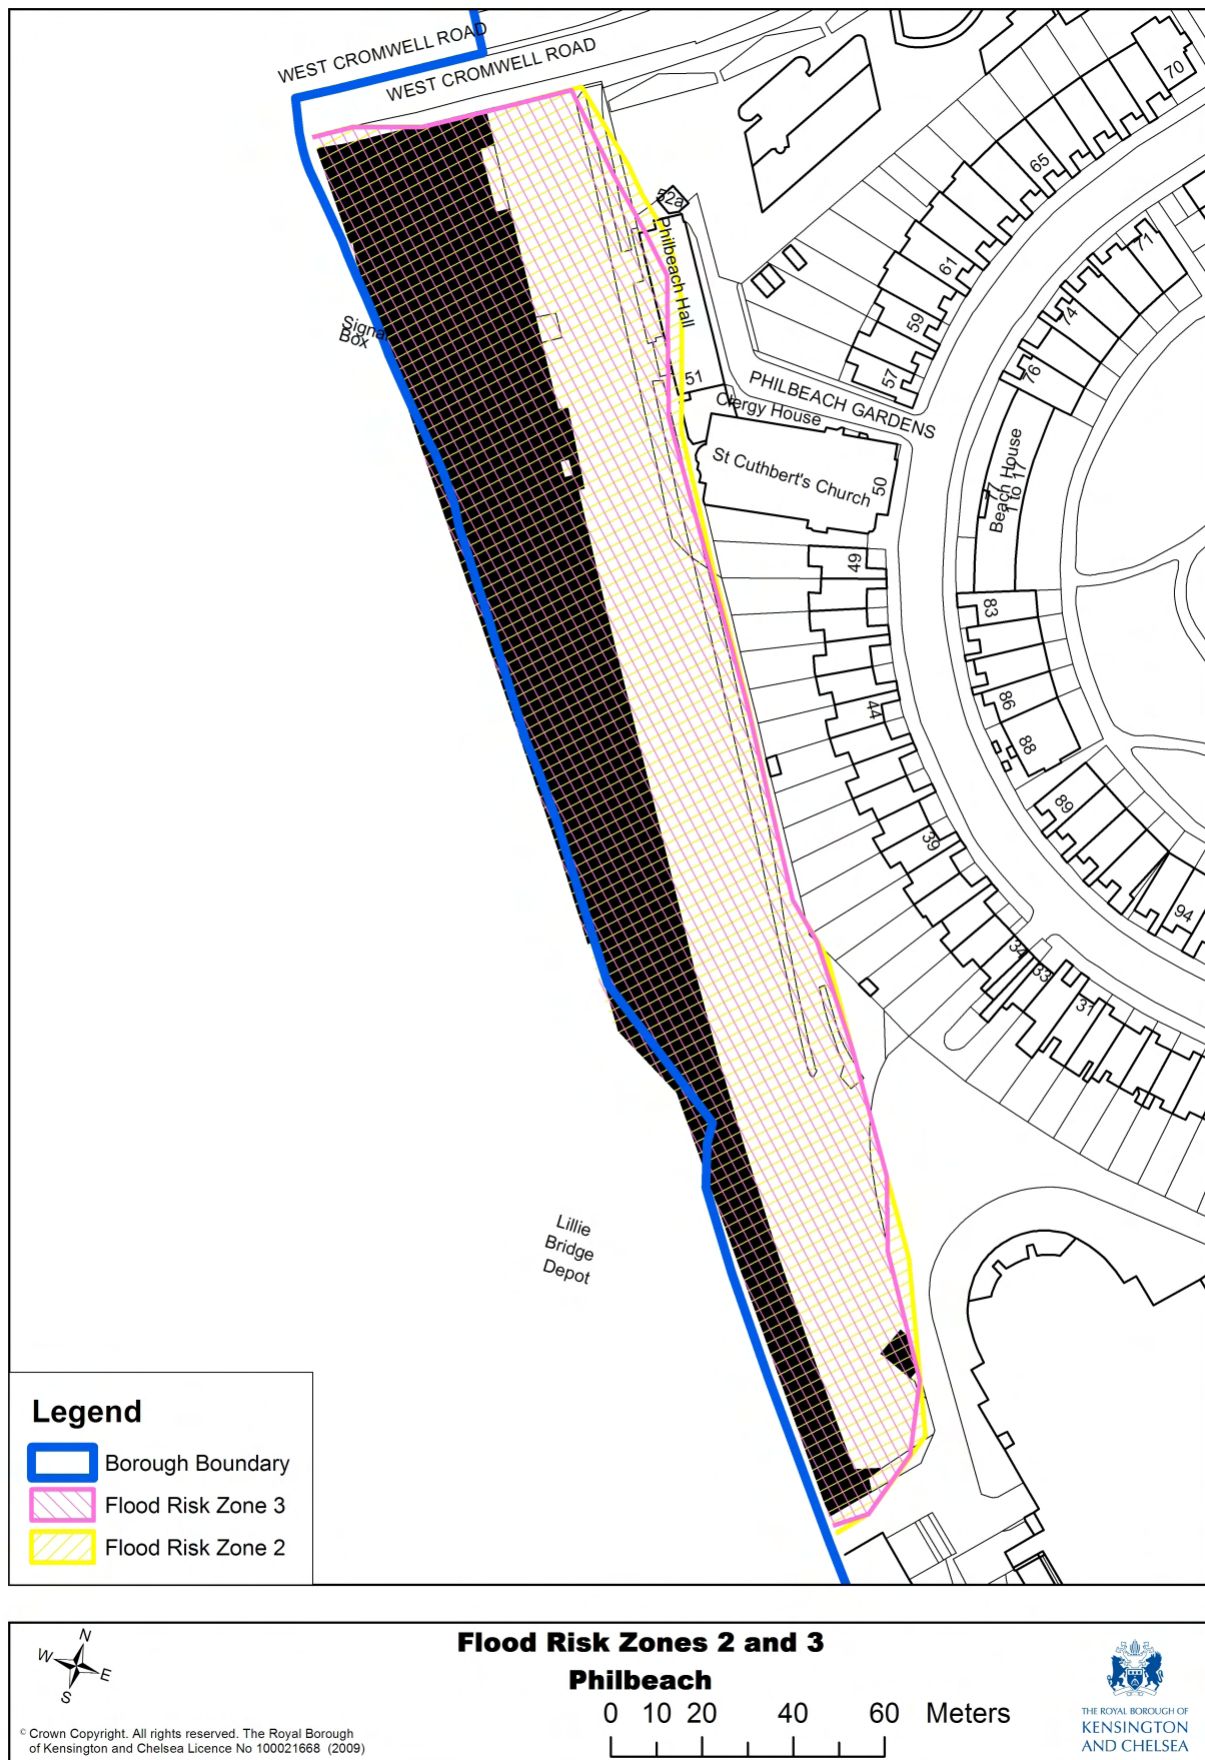 WEST CROMWELL ROAD
WEST CROMWELL ROAD
70
65
52a
Philbeach Hall
71
61
74
59
Signal
Box
76
57
51
PHILBEACH GARDENS
Clergy House
St Cuthbert's Church
50
77
Beach House
1 to 17
49
83
86
44
88
89
39
94
34
33
31
Lillie
Bridge
Depot
Legend
Borough Boundary
Flood Risk Zone 3
Flood Risk Zone 2
N
W
E
S
Flood Risk Zones 2 and 3
Philbeach
0 10 20 40 60 Meters
© Crown Copyright. All rights reserved. The Royal Borough
of Kensington and Chelsea Licence No 100021668 (2009)
THE ROYAL BOROUGH OF
KENSINGTON
AND CHELSEA